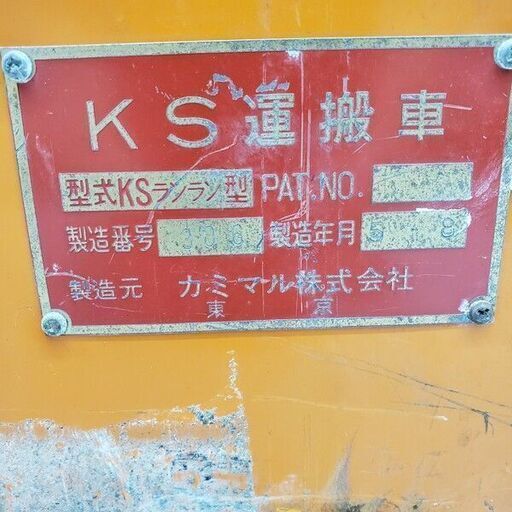 KS運搬車
型式KSランラン型 PAT.NO.
製造番号 製造年月
製造元 カミマル株式会社
東京